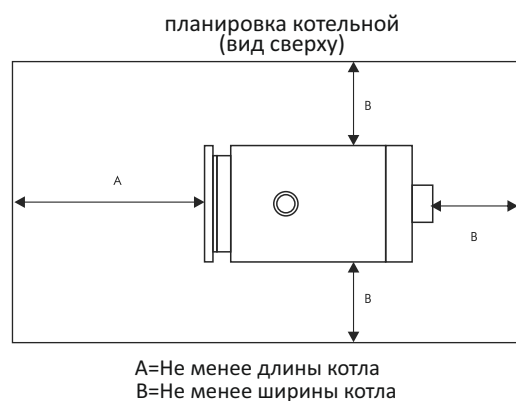 планировка котельной
(вид сверху)
B
A
B
B
A=Не менее длины котла
B=Не менее ширины котла